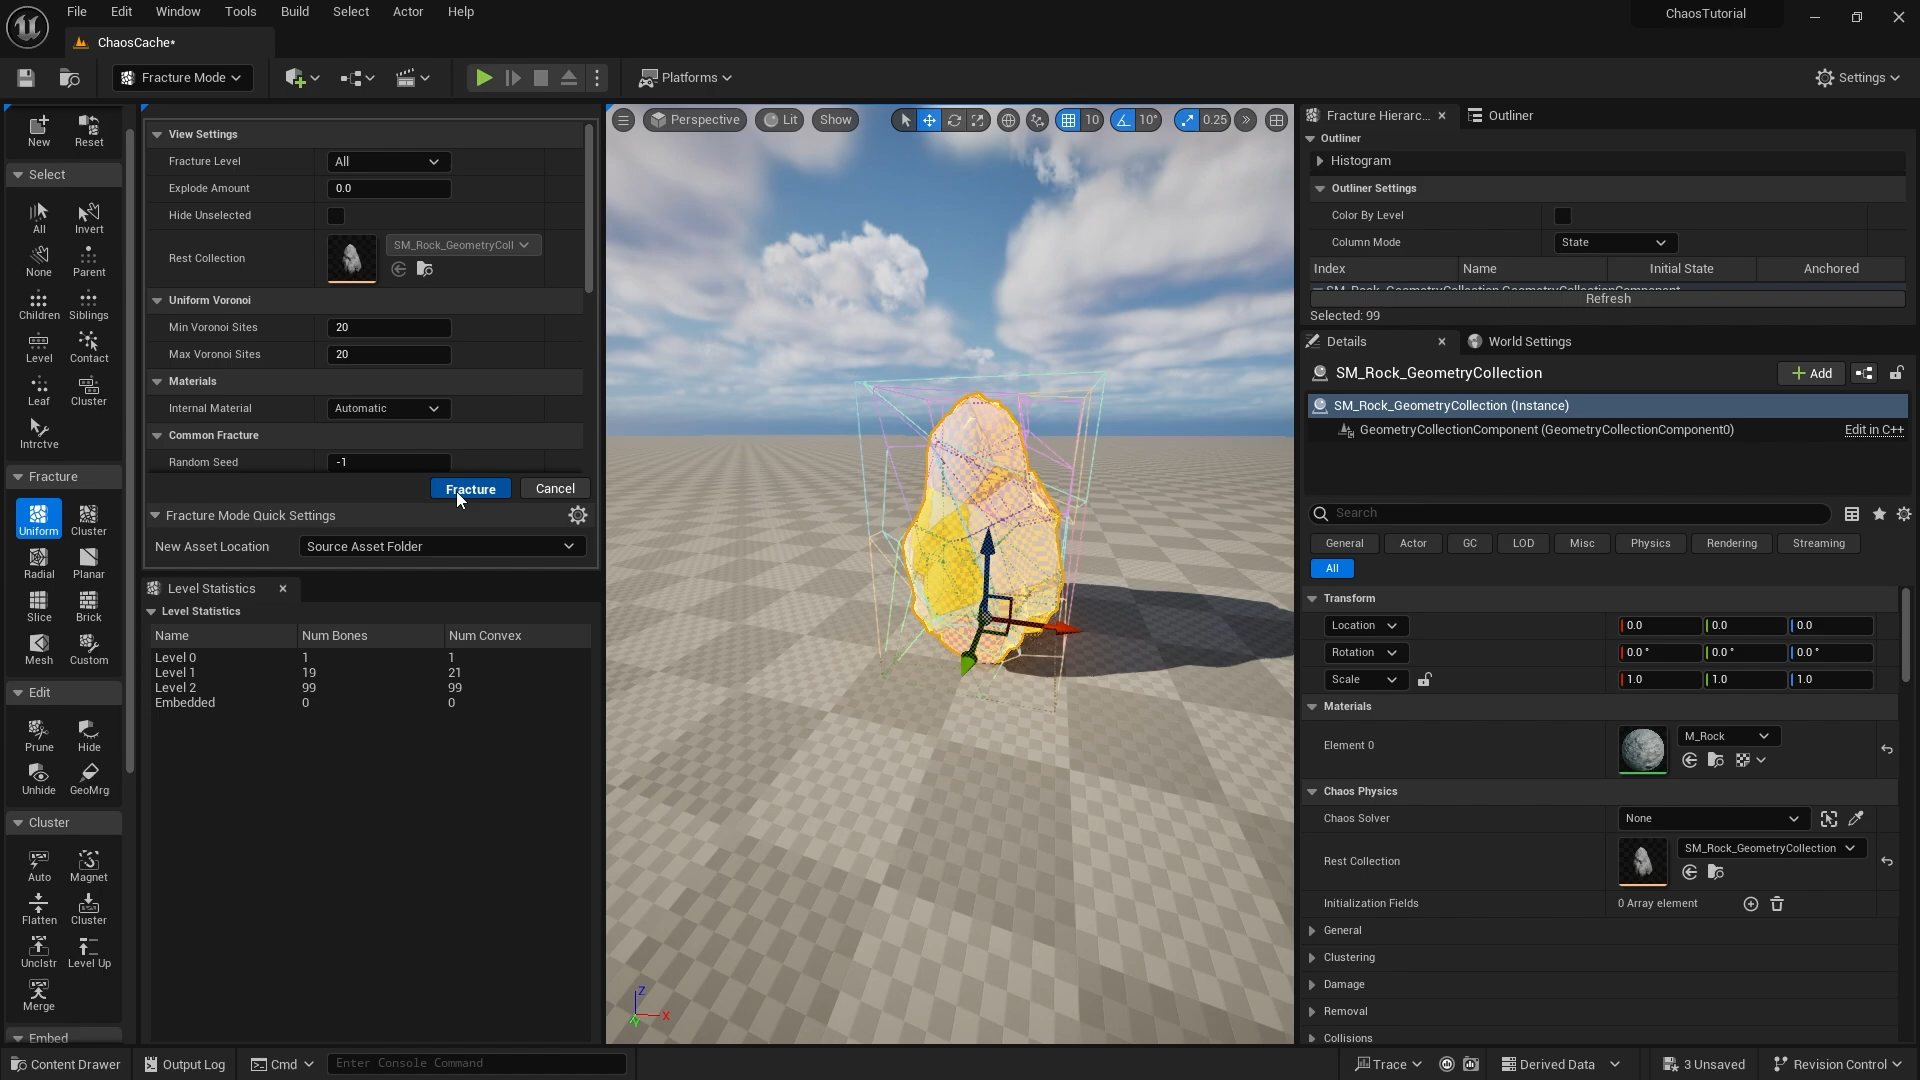 File Edit Window Tools Build Select Actor Help
ChaosTutorial
ChaosCache*
Fracture Mode
Platforms
Settings
New Reset
Select
All Invert
None Parent
Children Siblings
Level Contact
Leaf Cluster
Intrctve
Fracture
Uniform Cluster
Radial Planar
Slice Brick
Mesh Custom
Edit
Prune Hide
Unhide GeoMrg
Cluster
Auto Magnet
Flatten Cluster
Unclstr Level Up
Merge
Embed
View Settings
Fracture Level All
Explode Amount 0.0
Hide Unselected
Rest Collection SM_Rock_GeometryColl
Uniform Voronoi
Min Voronoi Sites 20
Max Voronoi Sites 20
Materials
Internal Material Automatic
Common Fracture
Random Seed -1
Fracture Cancel
Fracture Mode Quick Settings
New Asset Location Source Asset Folder
Level Statistics
Level Statistics
Name Num Bones Num Convex
Level 0 1 1
Level 1 19 21
Level 2 99 99
Embedded 0 0
Perspective Lit Show 10 10° 0.25
Z
X
Y
Fracture Hierarc... Outliner
Outliner
Histogram
Outliner Settings
Color By Level
Column Mode State
Index Name Initial State Anchored
SM_Rock_GeometryCollection.GeometryCollectionComponent
Refresh
Selected: 99
Details World Settings
SM_Rock_GeometryCollection Add
SM_Rock_GeometryCollection (Instance)
GeometryCollectionComponent (GeometryCollectionComponent0) Edit in C++
Search
General Actor GC LOD Misc Physics Rendering Streaming
All
Transform
Location 0.0 0.0 0.0
Rotation 0.0 ° 0.0 ° 0.0 °
Scale 1.0 1.0 1.0
Materials
Element 0 M_Rock
Chaos Physics
Chaos Solver None
Rest Collection SM_Rock_GeometryCollection
Initialization Fields 0 Array element
General
Clustering
Damage
Removal
Collisions
Content Drawer Output Log Cmd Enter Console Command
Trace Derived Data 3 Unsaved Revision Control